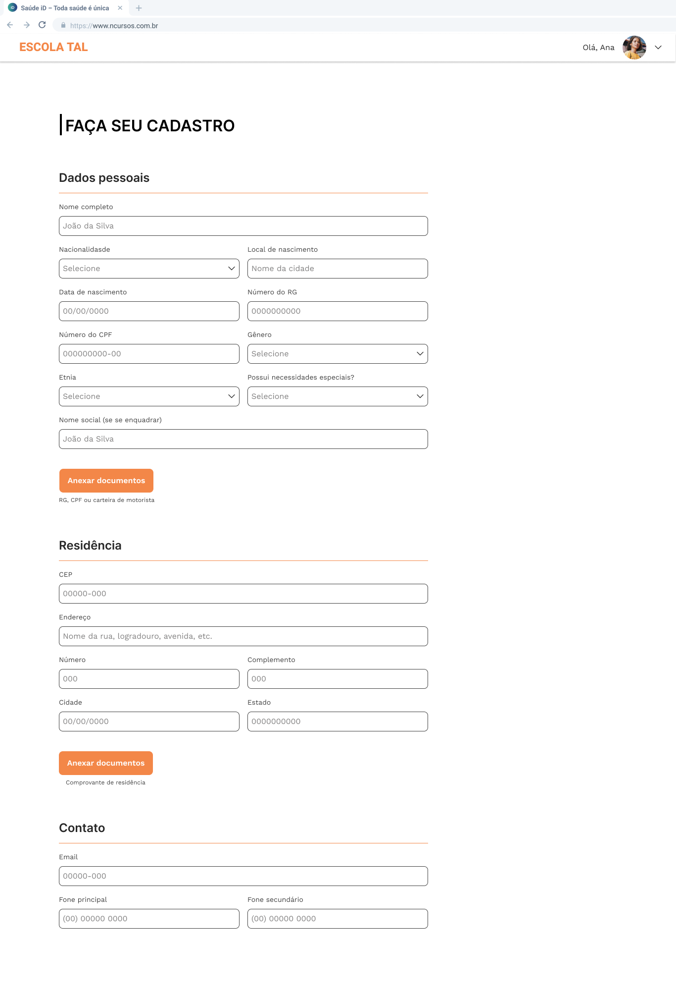 iD Saúde iD – Toda saúde é única
https://www.ncursos.com.br
ESCOLA TAL
Olá, Ana
FAÇA SEU CADASTRO
Dados pessoais
Nome completo
João da Silva
Nacionalidasde
Local de nascimento
Selecione
Nome da cidade
Data de nascimento
Número do RG
00/00/0000
0000000000
Número do CPF
Gênero
000000000-00
Selecione
Etnia
Possui necessidades especiais?
Selecione
Selecione
Nome social (se se enquadrar)
João da Silva
Anexar documentos
RG, CPF ou carteira de motorista
Residência
CEP
00000-000
Endereço
Nome da rua, logradouro, avenida, etc.
Número
Complemento
000
000
Cidade
Estado
00/00/0000
0000000000
Anexar documentos
Comprovante de residência
Contato
Email
00000-000
Fone principal
Fone secundário
(00) 00000 0000
(00) 00000 0000